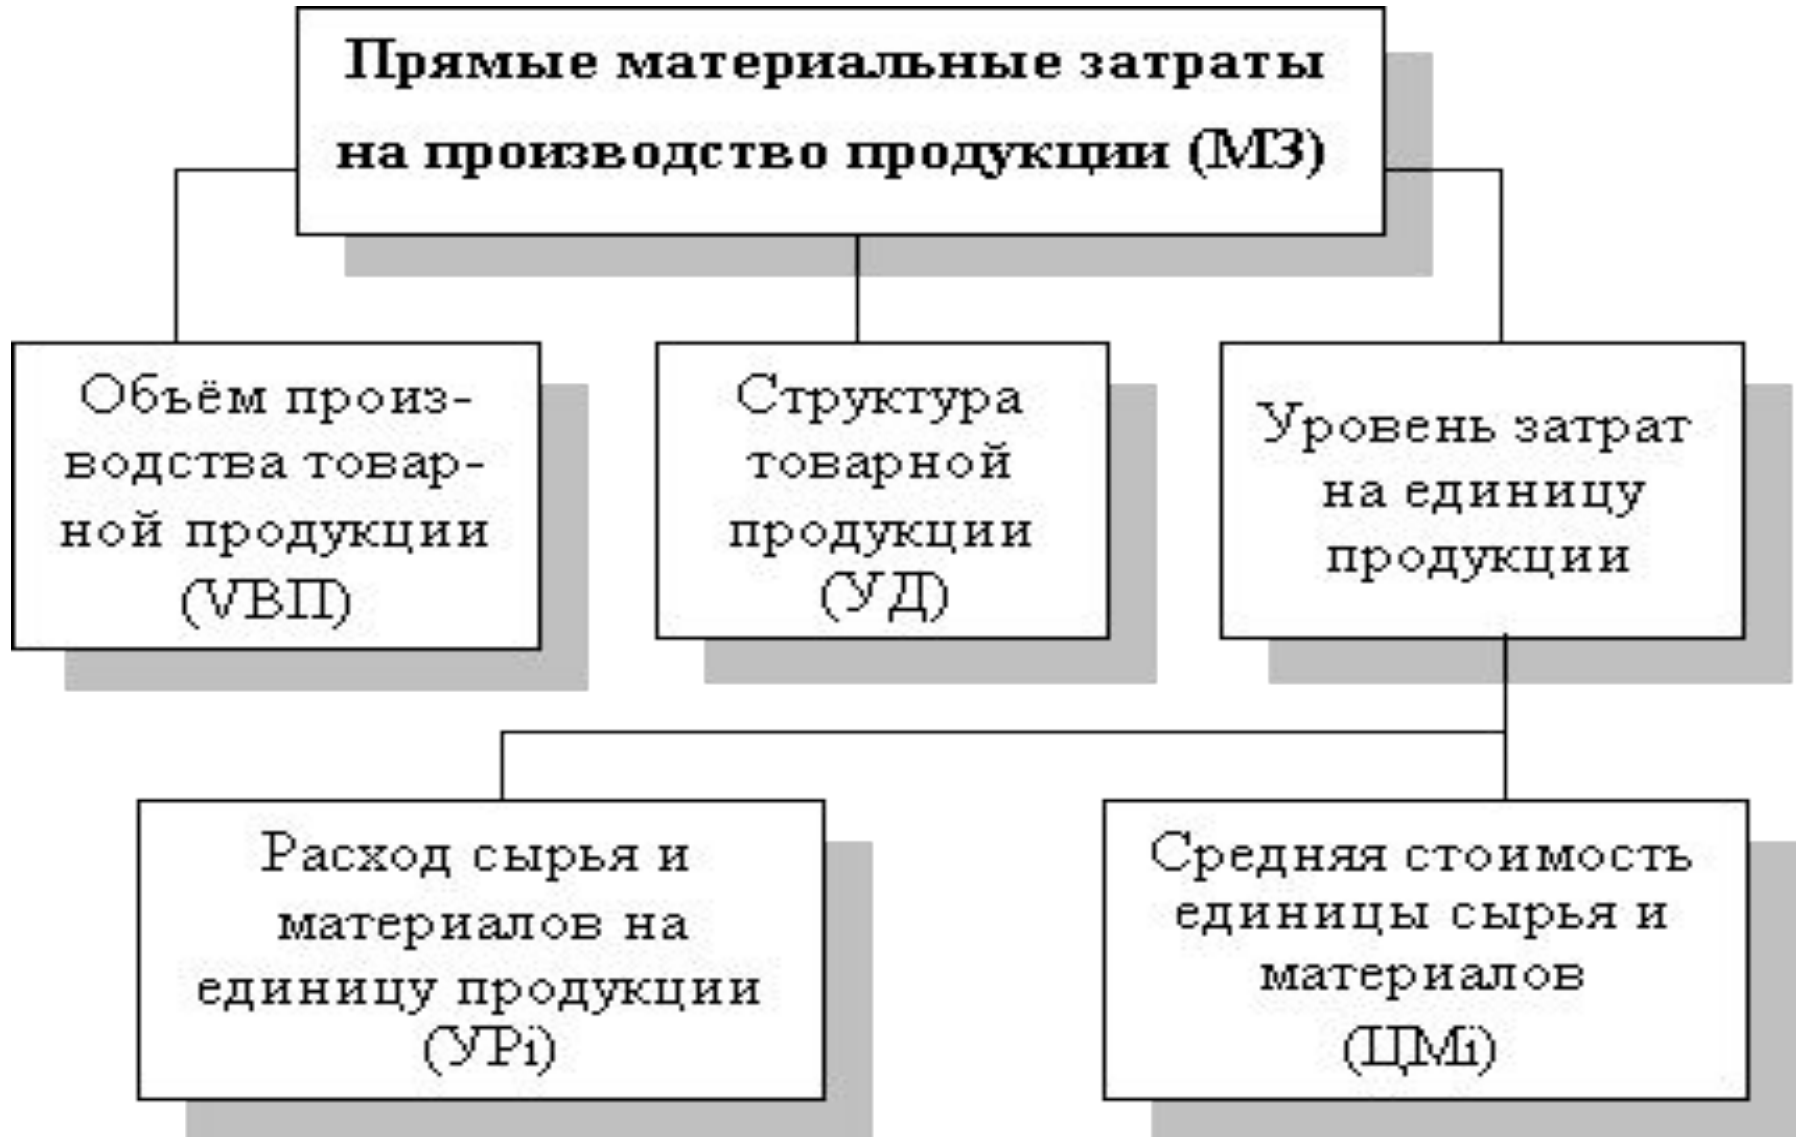 Прямые материальные затраты
на производство продукции (МЗ)
Объём произ-
водства товар-
ной продукции
(VВП)
Структура
товарной
продукции
(УД)
Уровень затрат
на единицу
продукции
Расход сырья и
материалов на
единицу продукции
(УРi)
Средняя стоимость
единицы сырья и
материалов
(ЦМi)